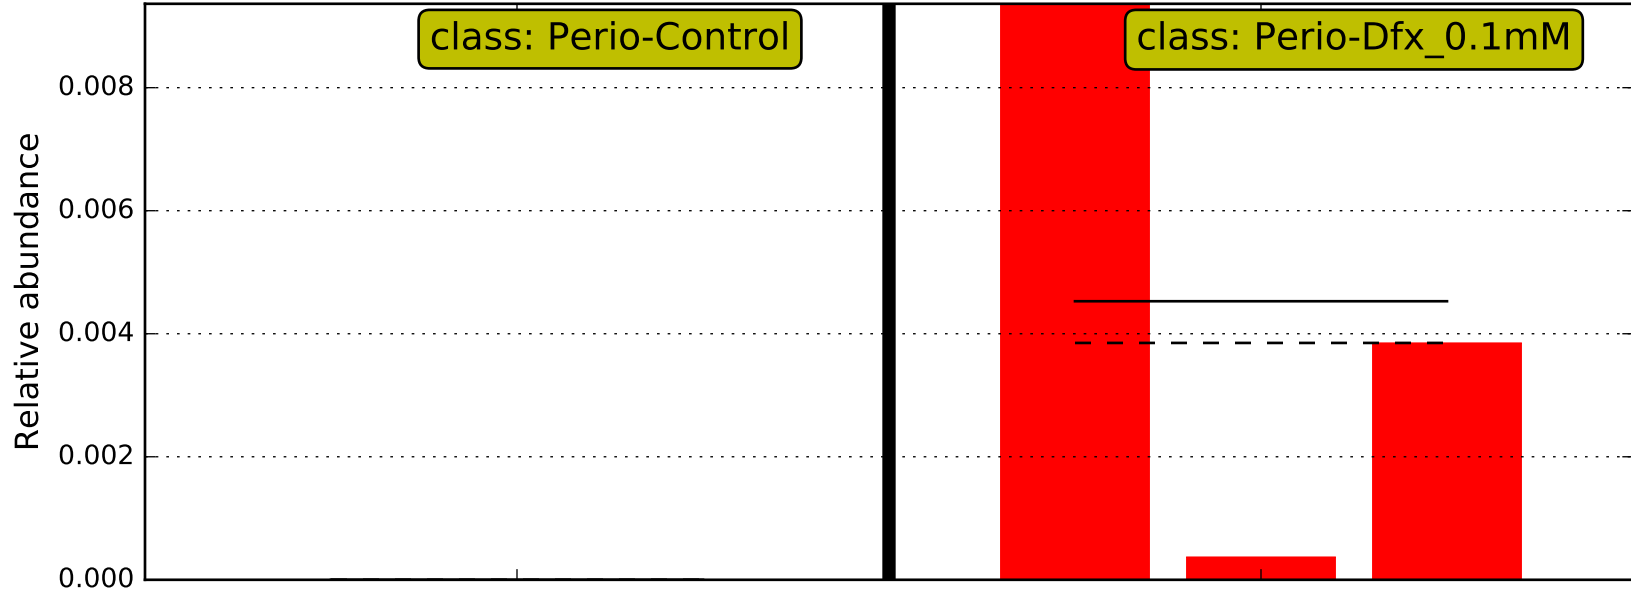 class: Perio-Control
class: Perio-Dfx_0.1mM
Relative abundance
0.008
0.006
0.004
0.002
0.000